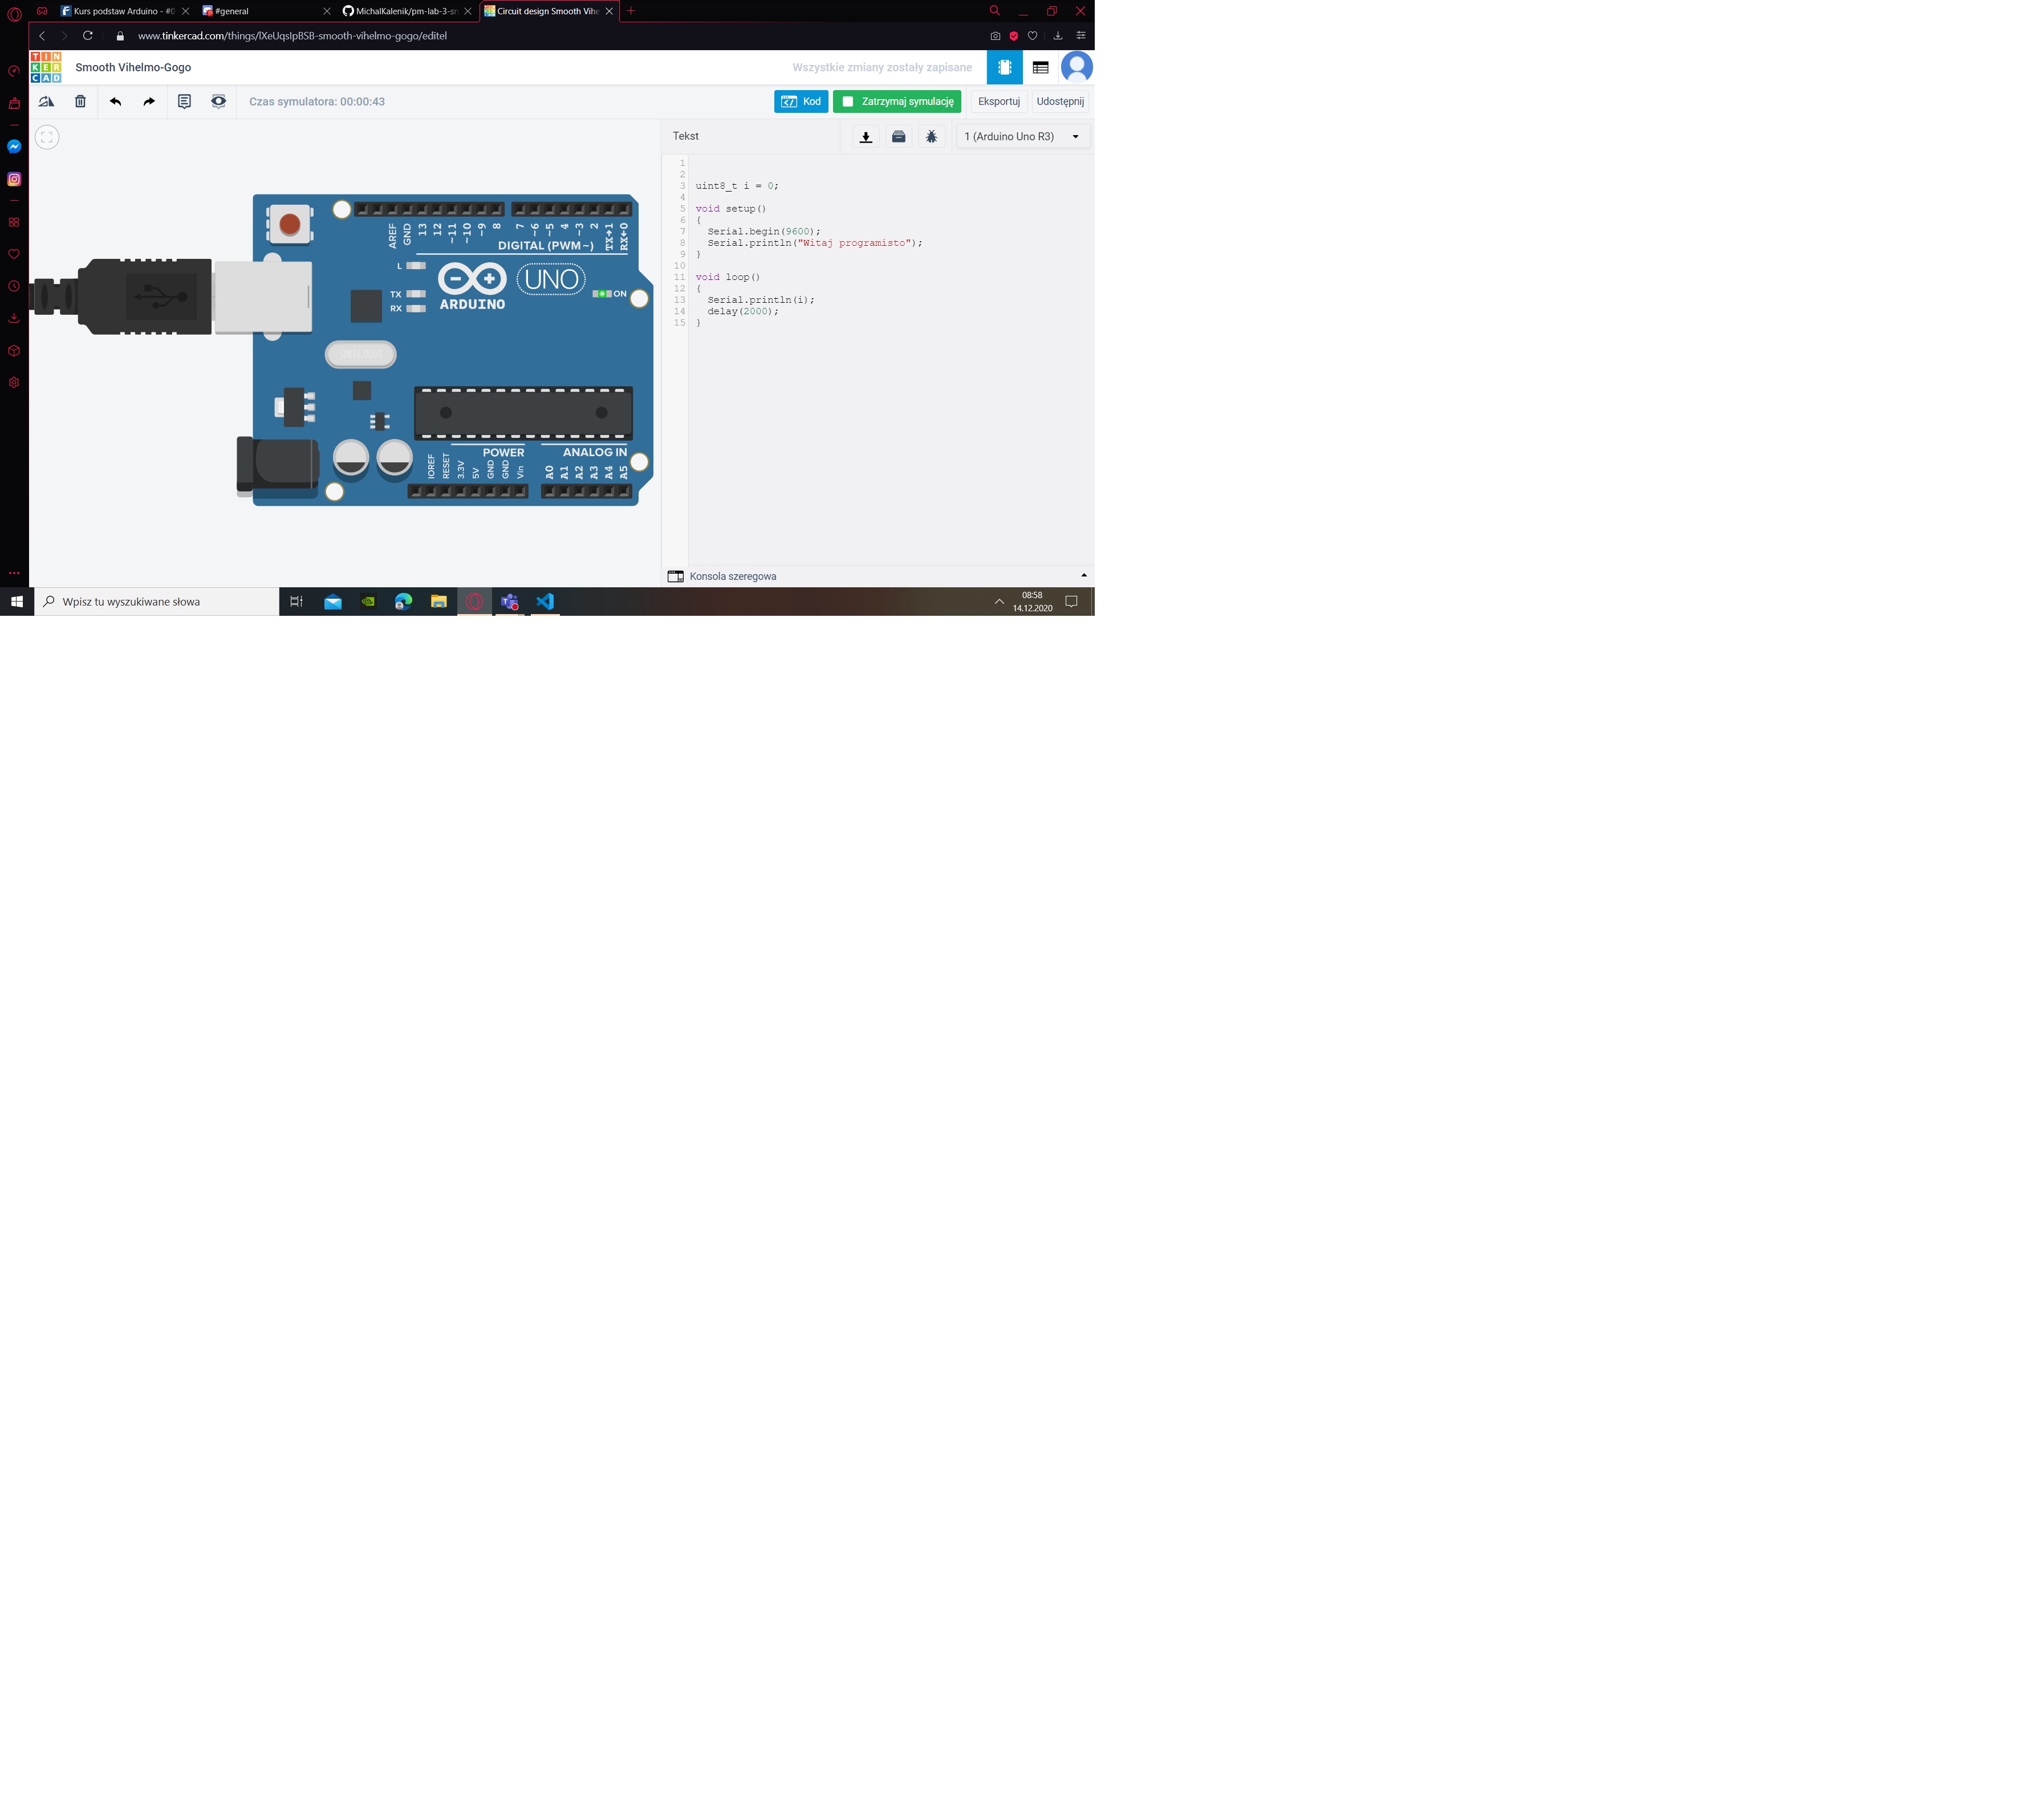 Kurs podstaw Arduino - #0
#general
MichalKalenik/pm-lab-3-sn
Circuit design Smooth Vihe
www.tinkercad.com/things/lXeUqsIpBSB-smooth-vihelmo-gogo/editel
TIN
KER
CAD
Smooth Vihelmo-Gogo
Wszystkie zmiany zostały zapisane
Czas symulatora: 00:00:43
Kod
Zatrzymaj symulację
Eksportuj
Udostępnij
Tekst
1 (Arduino Uno R3)
AREF
GND
13
12
~11
~10
~9
8
7
~6
~5
4
~3
2
TX→1
RX←0
DIGITAL (PWM~)
L
TX
RX
ARDUINO
UNO
ON
POWER
ANALOG IN
IOREF
RESET
3.3V
5V
GND
GND
Vin
A0
A1
A2
A3
A4
A5
1
2
3 uint8_t i = 0;
4
5 void setup()
6 {
7 Serial.begin(9600);
8 Serial.println("Witaj programisto");
9 }
10
11 void loop()
12 {
13 Serial.println(i);
14 delay(2000);
15 }
Konsola szeregowa
Wpisz tu wyszukiwane słowa
08:58
14.12.2020